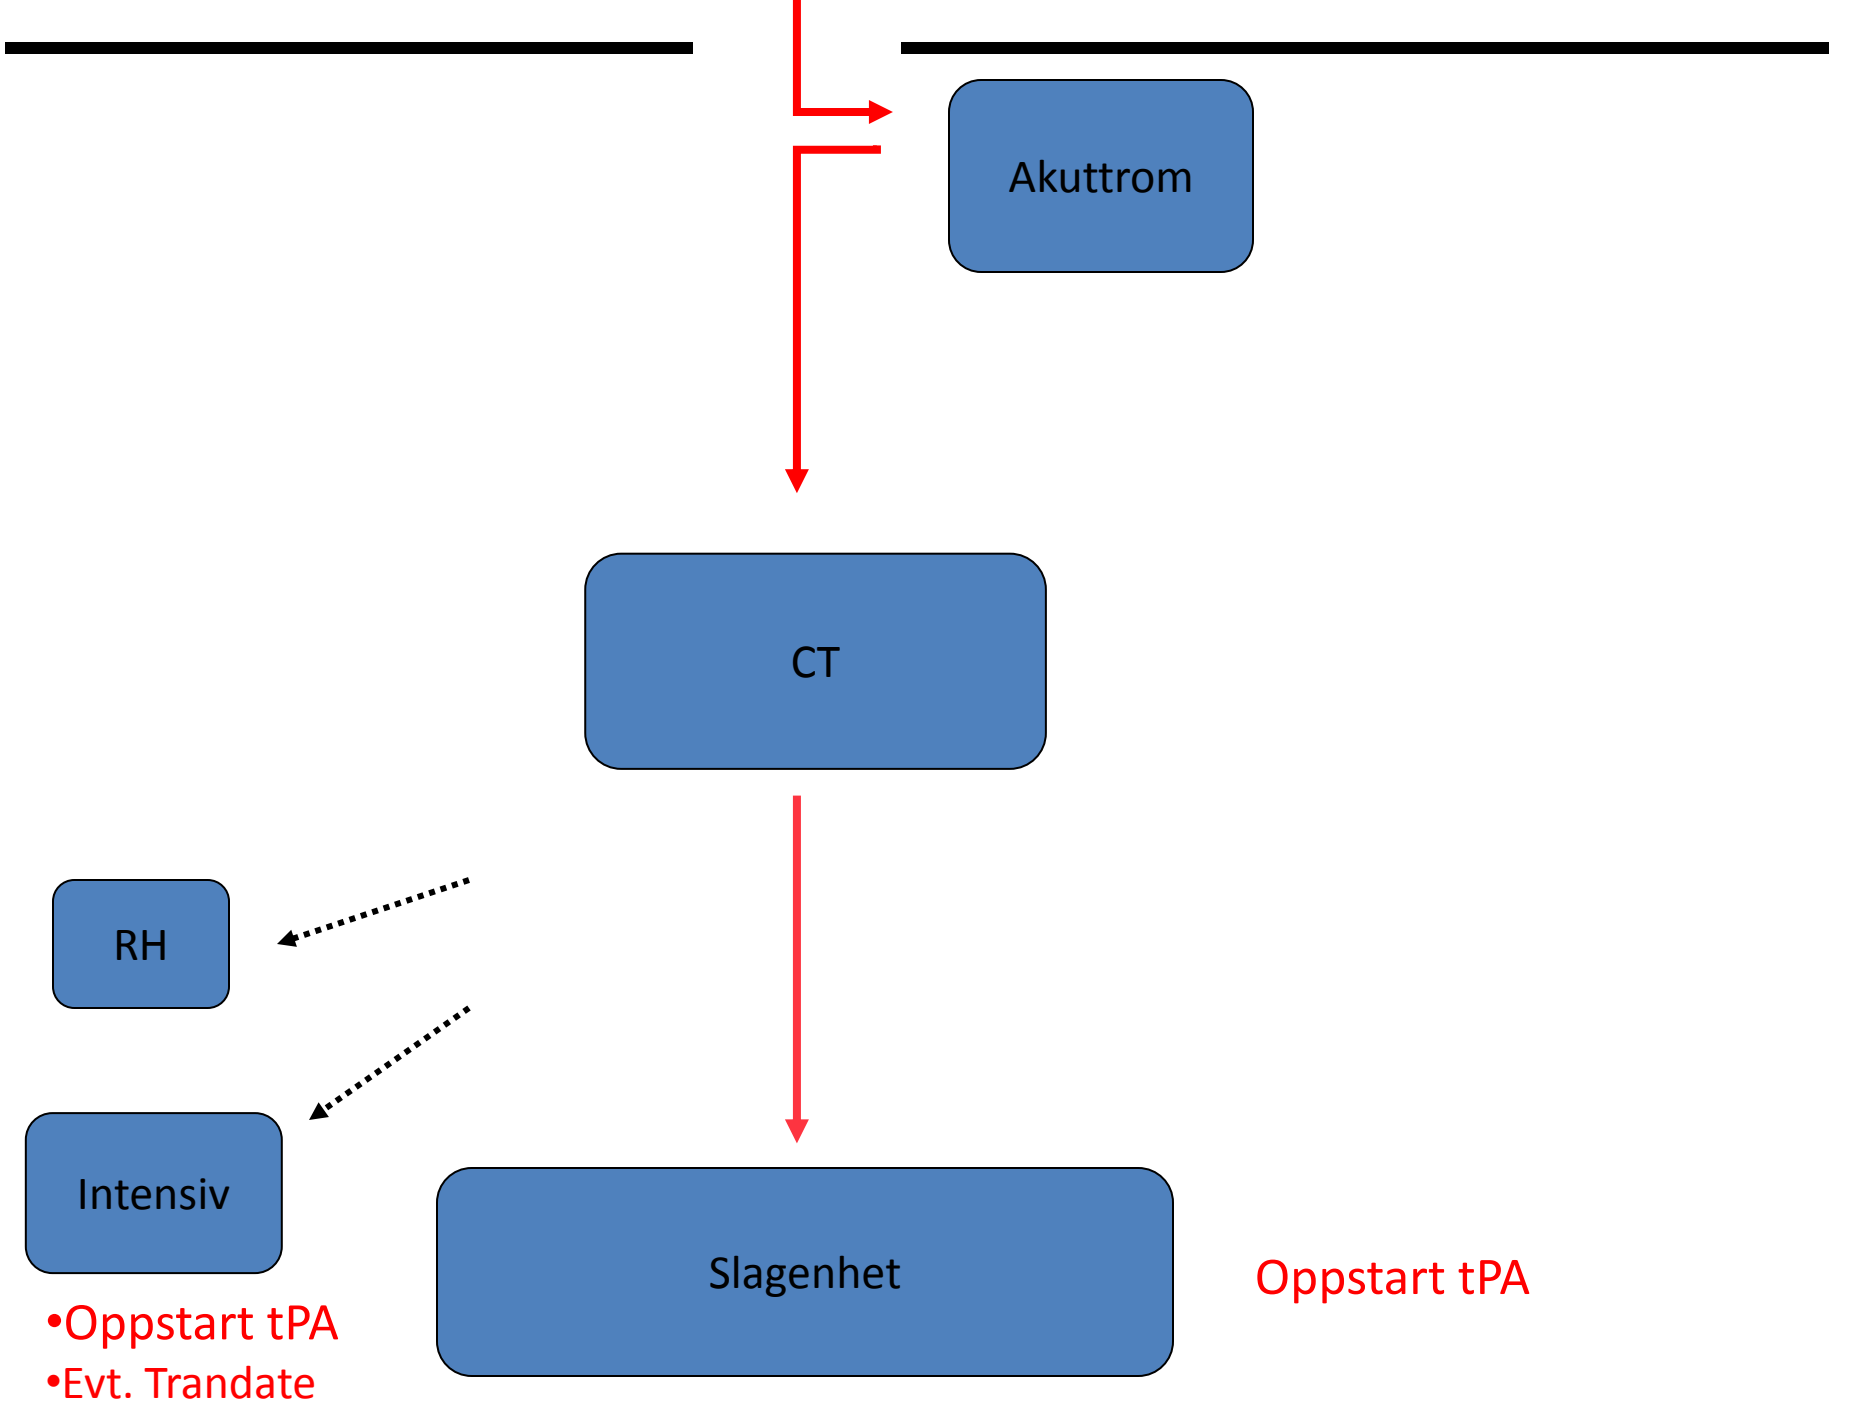 Akuttrom
CT
RH
Intensiv
Slagenhet
Oppstart tPA
•Oppstart tPA
•Evt. Trandate